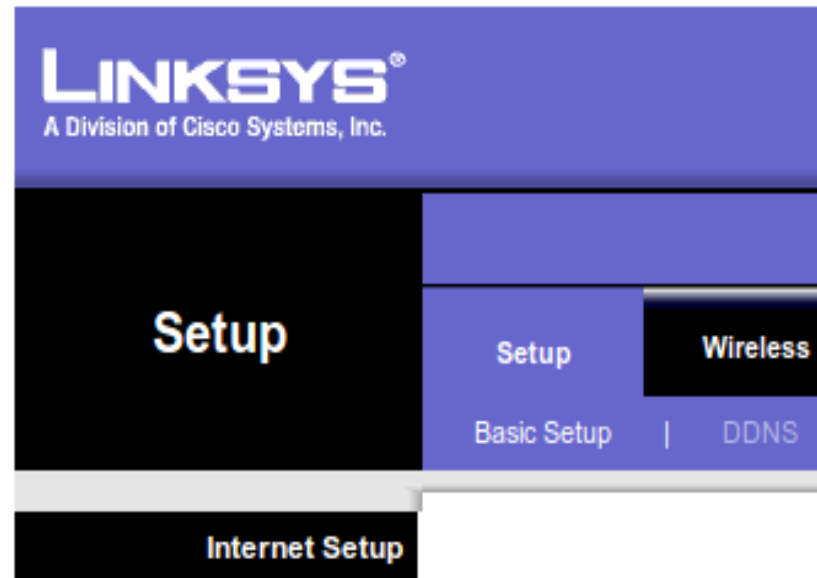 LINKSYS®
A Division of Cisco Systems, Inc.
Setup
Setup
Wireless
Basic Setup | DDNS
Internet Setup